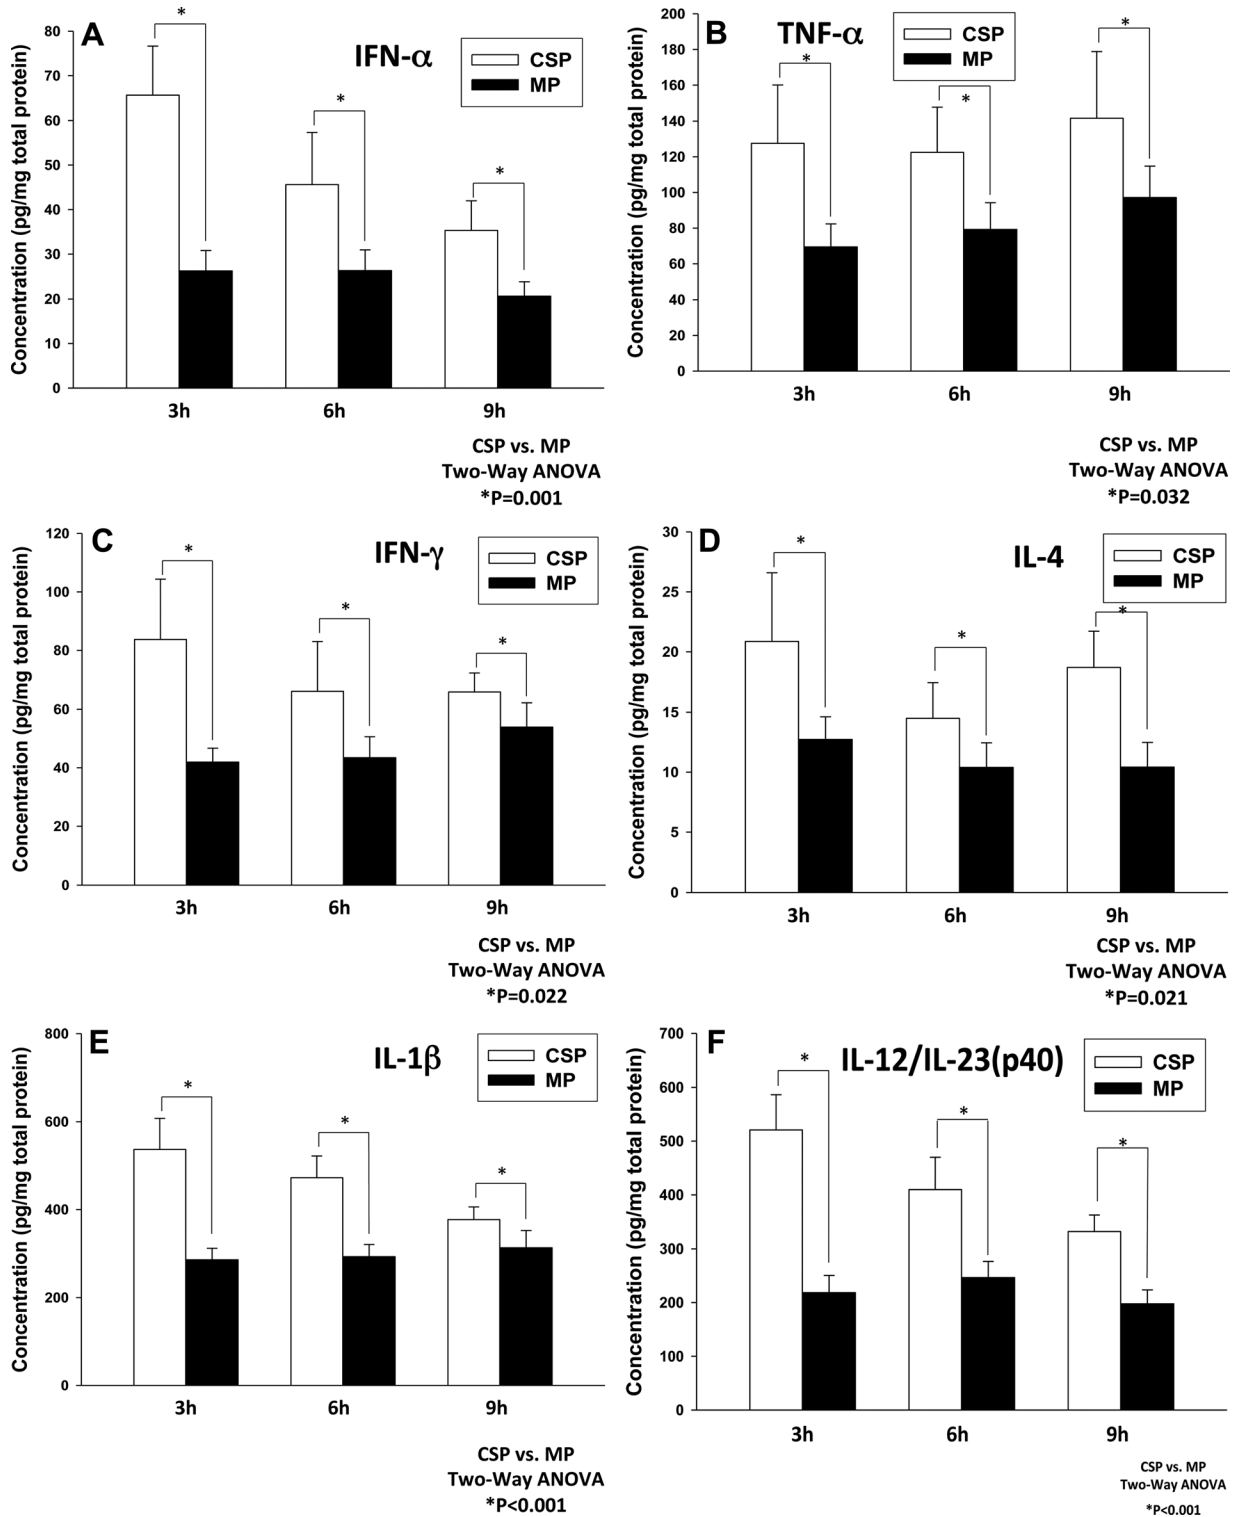 A
IFN-α
CSP
MP
Concentration (pg/mg total protein)
80
70
60
50
40
30
20
10
0
*
*
*
3h 6h 9h
CSP vs. MP
Two-Way ANOVA
*P=0.001
B
TNF-α
CSP
MP
Concentration (pg/mg total protein)
200
180
160
140
120
100
80
60
40
20
0
*
*
*
3h 6h 9h
CSP vs. MP
Two-Way ANOVA
*P=0.032
C
IFN-γ
CSP
MP
Concentration (pg/mg total protein)
120
100
80
60
40
20
0
*
*
*
3h 6h 9h
CSP vs. MP
Two-Way ANOVA
*P=0.022
D
IL-4
CSP
MP
Concentration (pg/mg total protein)
30
25
20
15
10
5
0
*
*
*
3h 6h 9h
CSP vs. MP
Two-Way ANOVA
*P=0.021
E
IL-1β
CSP
MP
Concentration (pg/mg total protein)
800
600
400
200
0
*
*
*
3h 6h 9h
CSP vs. MP
Two-Way ANOVA
*P<0.001
F
IL-12/IL-23(p40)
CSP
MP
Concentration (pg/mg total protein)
700
600
500
400
300
200
100
0
*
*
*
3h 6h 9h
CSP vs. MP
Two-Way ANOVA
*P<0.001